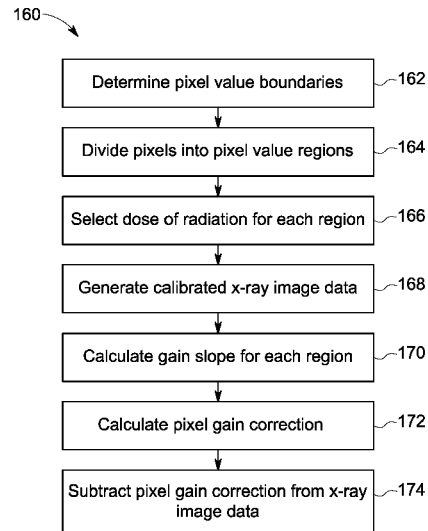 160
Determine pixel value boundaries 162
Divide pixels into pixel value regions 164
Select dose of radiation for each region 166
Generate calibrated x-ray image data 168
Calculate gain slope for each region 170
Calculate pixel gain correction 172
Subtract pixel gain correction from x-ray 174
image data